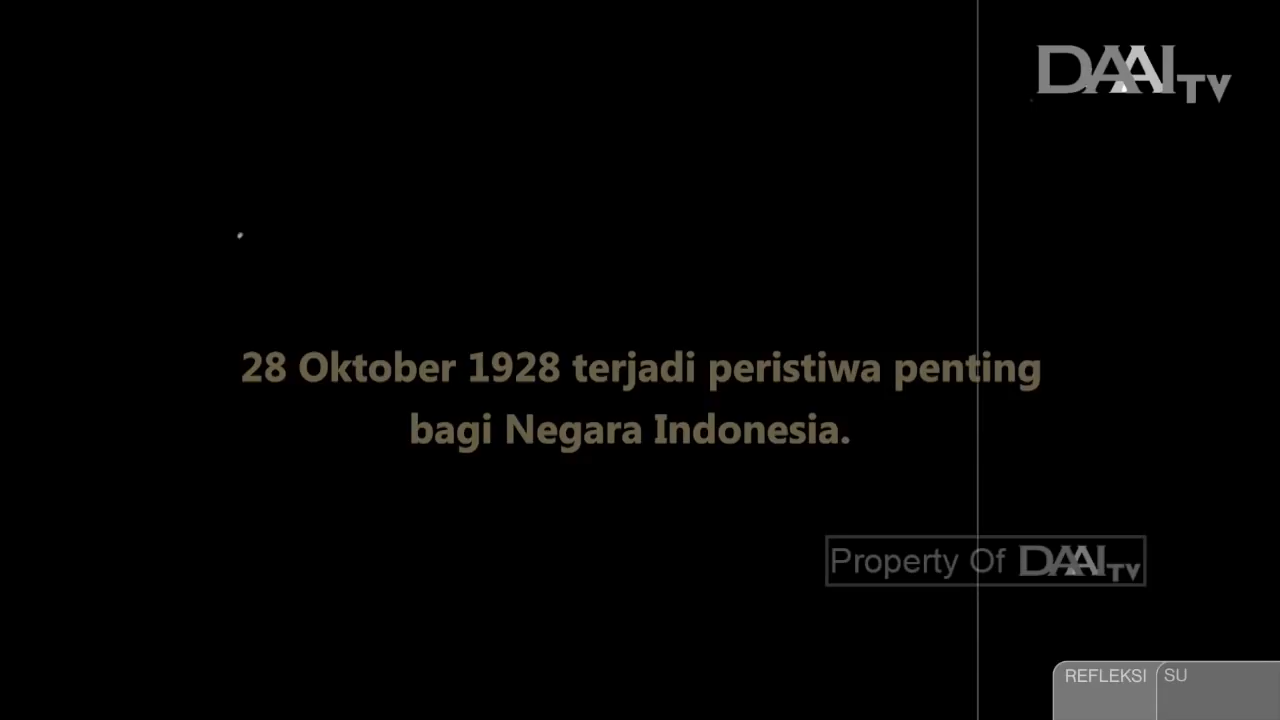 DAAI TV
28 Oktober 1928 terjadi peristiwa penting
bagi Negara Indonesia.
Property Of DAAI TV
REFLEKSI SU